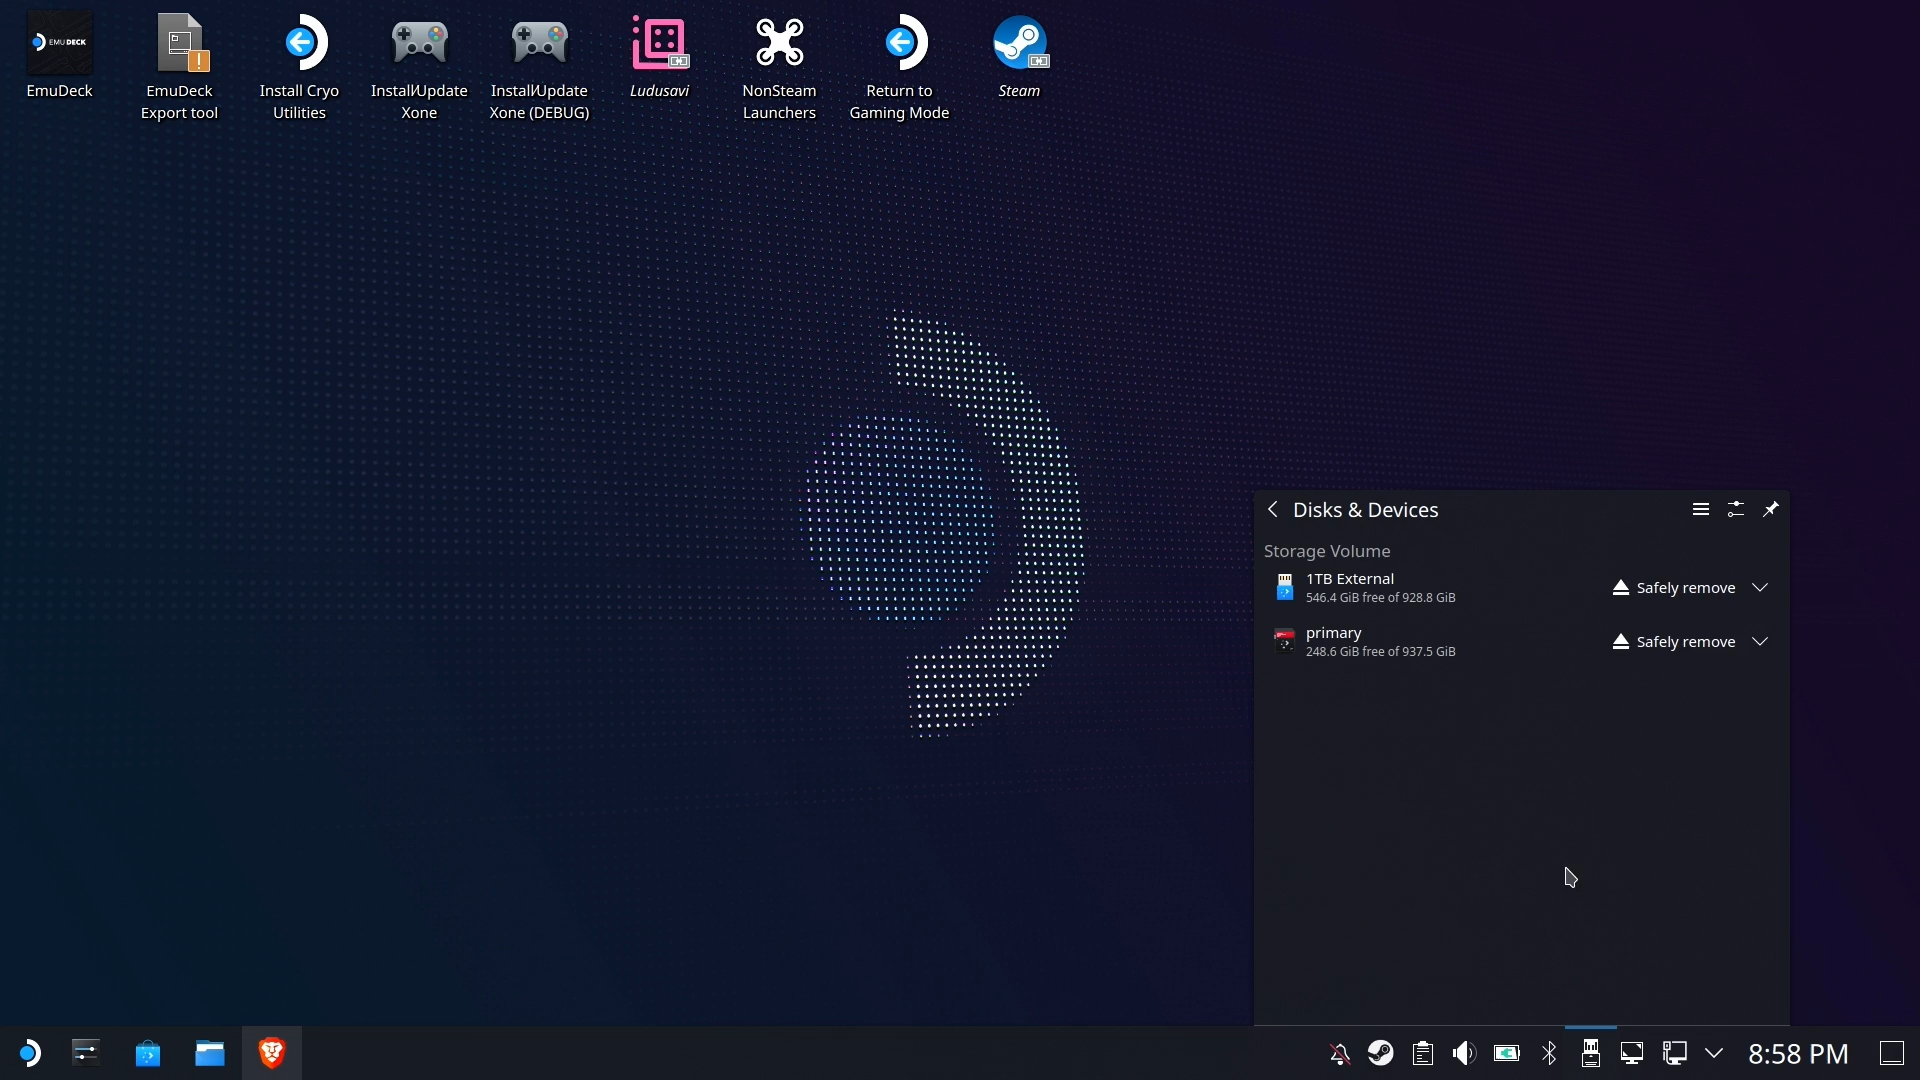 EMUDECK
EmuDeck
EmuDeck
Export tool
Install Cryo
Utilities
Install/Update
Xone
Install/Update
Xone (DEBUG)
Ludusavi
NonSteam
Launchers
Return to
Gaming Mode
Steam
Disks & Devices
Storage Volume
1TB External
546.4 GiB free of 928.8 GiB
Safely remove
primary
248.6 GiB free of 937.5 GiB
Safely remove
8:58 PM